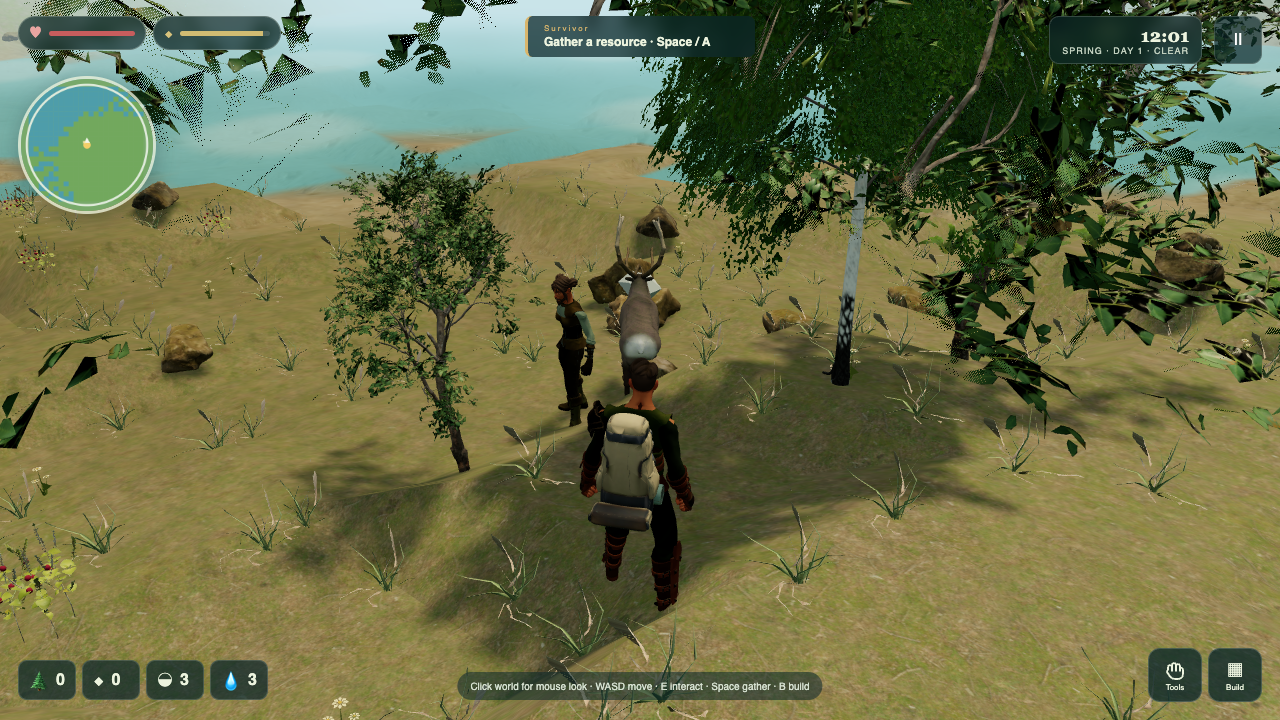 Survivor
Gather a resource · Space / A
12:01
SPRING · DAY 1 · CLEAR
0
0
3
3
Click world for mouse look · WASD move · E interact · Space gather · B build
Tools
Build